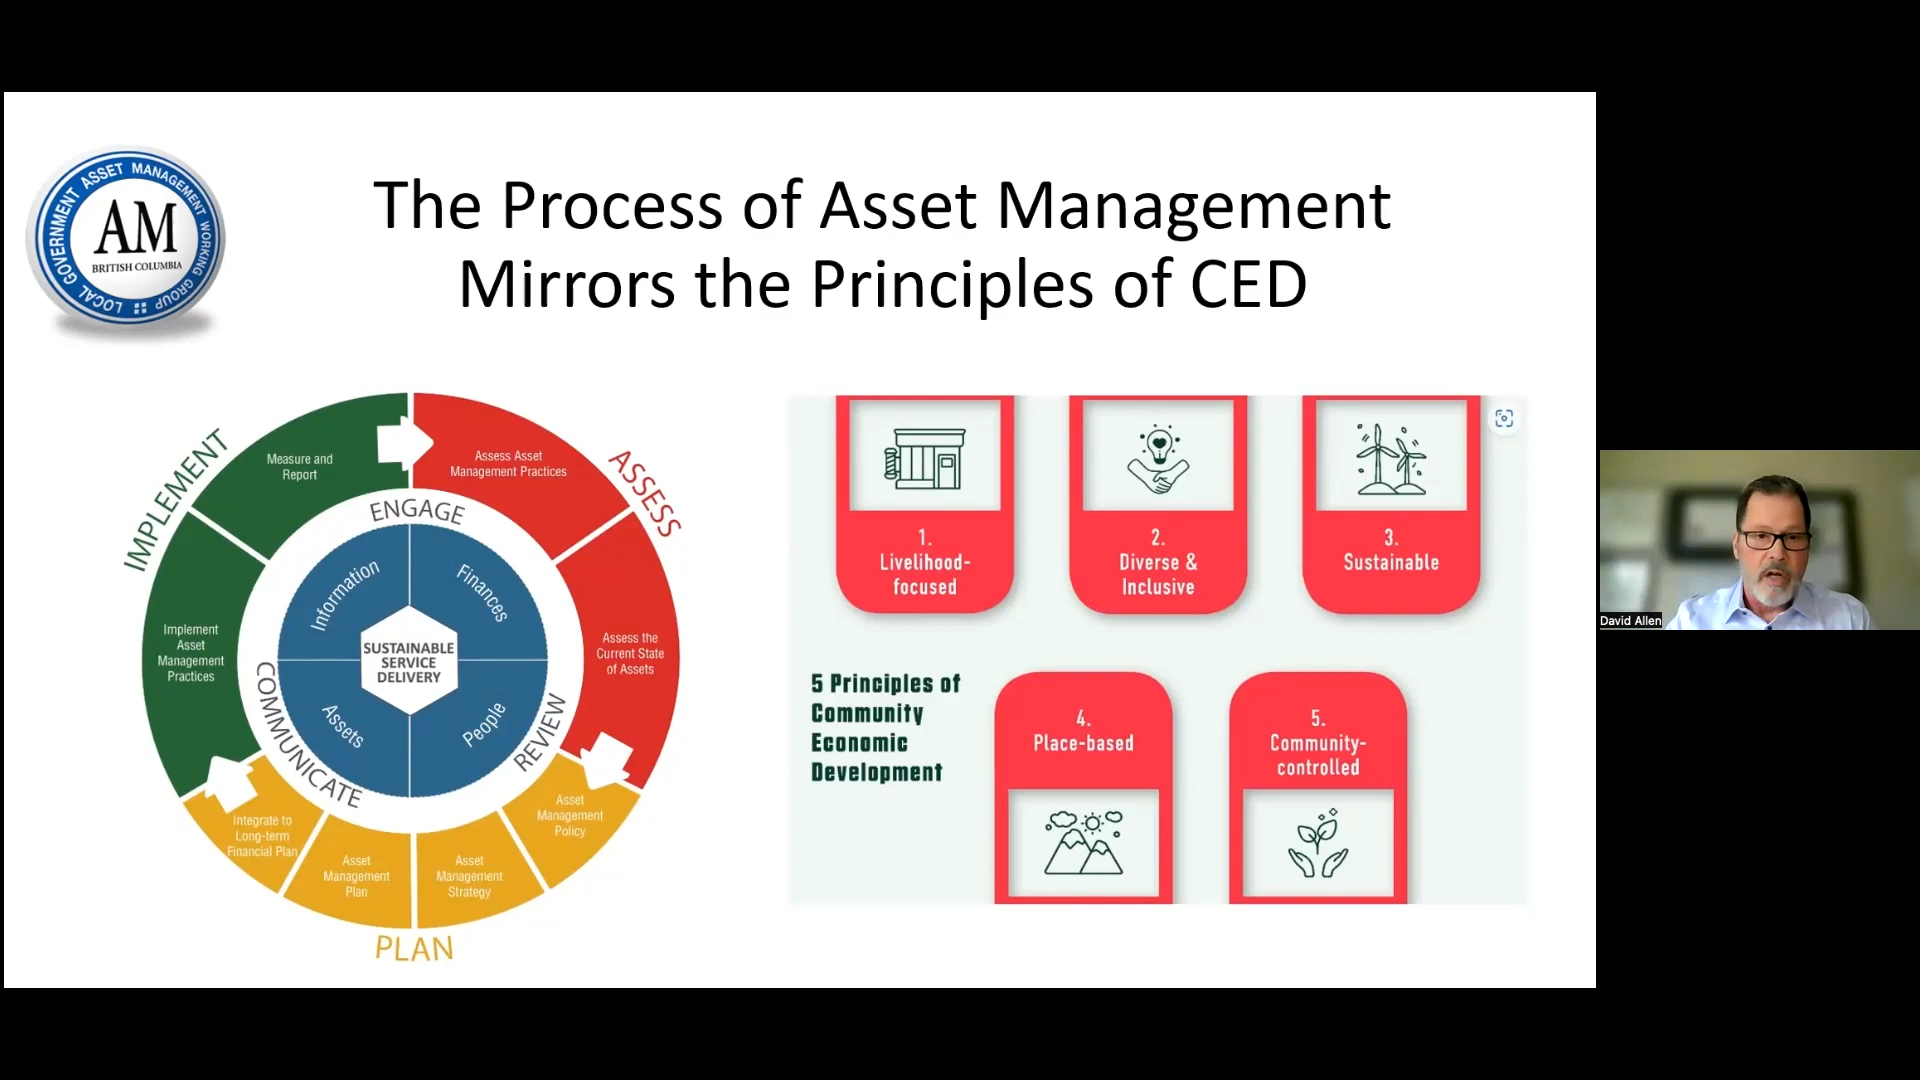 The Process of Asset Management
Mirrors the Principles of CED
LOCAL GOVERNMENT ASSET MANAGEMENT WORKING GROUP
AM
BRITISH COLUMBIA
IMPLEMENT
ASSESS
PLAN
Measure and
Report
Assess Asset
Management Practices
Assess the
Current State
of Assets
Asset
Management
Policy
Asset
Management
Strategy
Asset
Management
Plan
Integrate to
Long-term
Financial Plan
Implement
Asset
Management
Practices
ENGAGE
REVIEW
COMMUNICATE
Information
Finances
People
Assets
SUSTAINABLE
SERVICE
DELIVERY
1.
Livelihood-
focused
2.
Diverse &
Inclusive
3.
Sustainable
5 Principles of
Community
Economic
Development
4.
Place-based
5.
Community-
controlled
David Allen